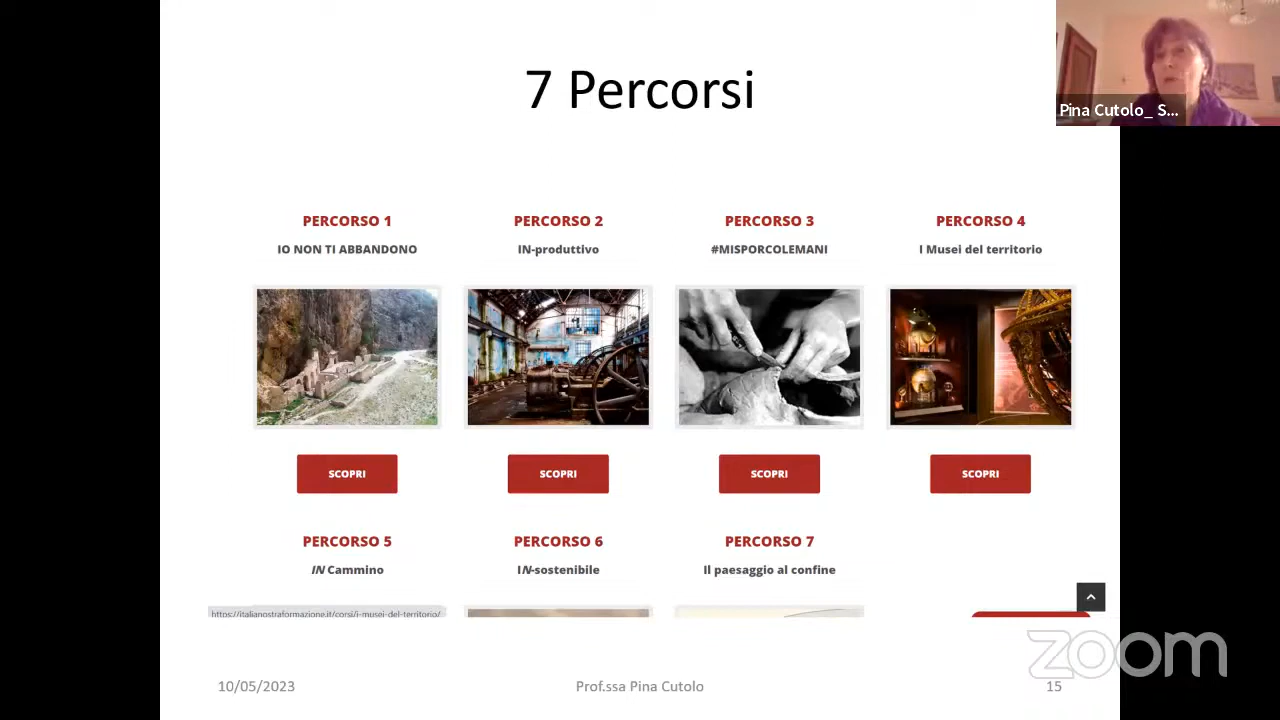 7 Percorsi
Pina Cutolo_ S...
PERCORSO 1
IO NON TI ABBANDONO
SCOPRI
PERCORSO 2
IN-produttivo
SCOPRI
PERCORSO 3
#MISPORCOLEMANI
SCOPRI
PERCORSO 4
I Musei del territorio
SCOPRI
PERCORSO 5
IN Cammino
PERCORSO 6
IN-sostenibile
PERCORSO 7
Il paesaggio al confine
https://italianostraformazione.it/corsi/i-musei-del-territorio/
zoom
10/05/2023
Prof.ssa Pina Cutolo
15